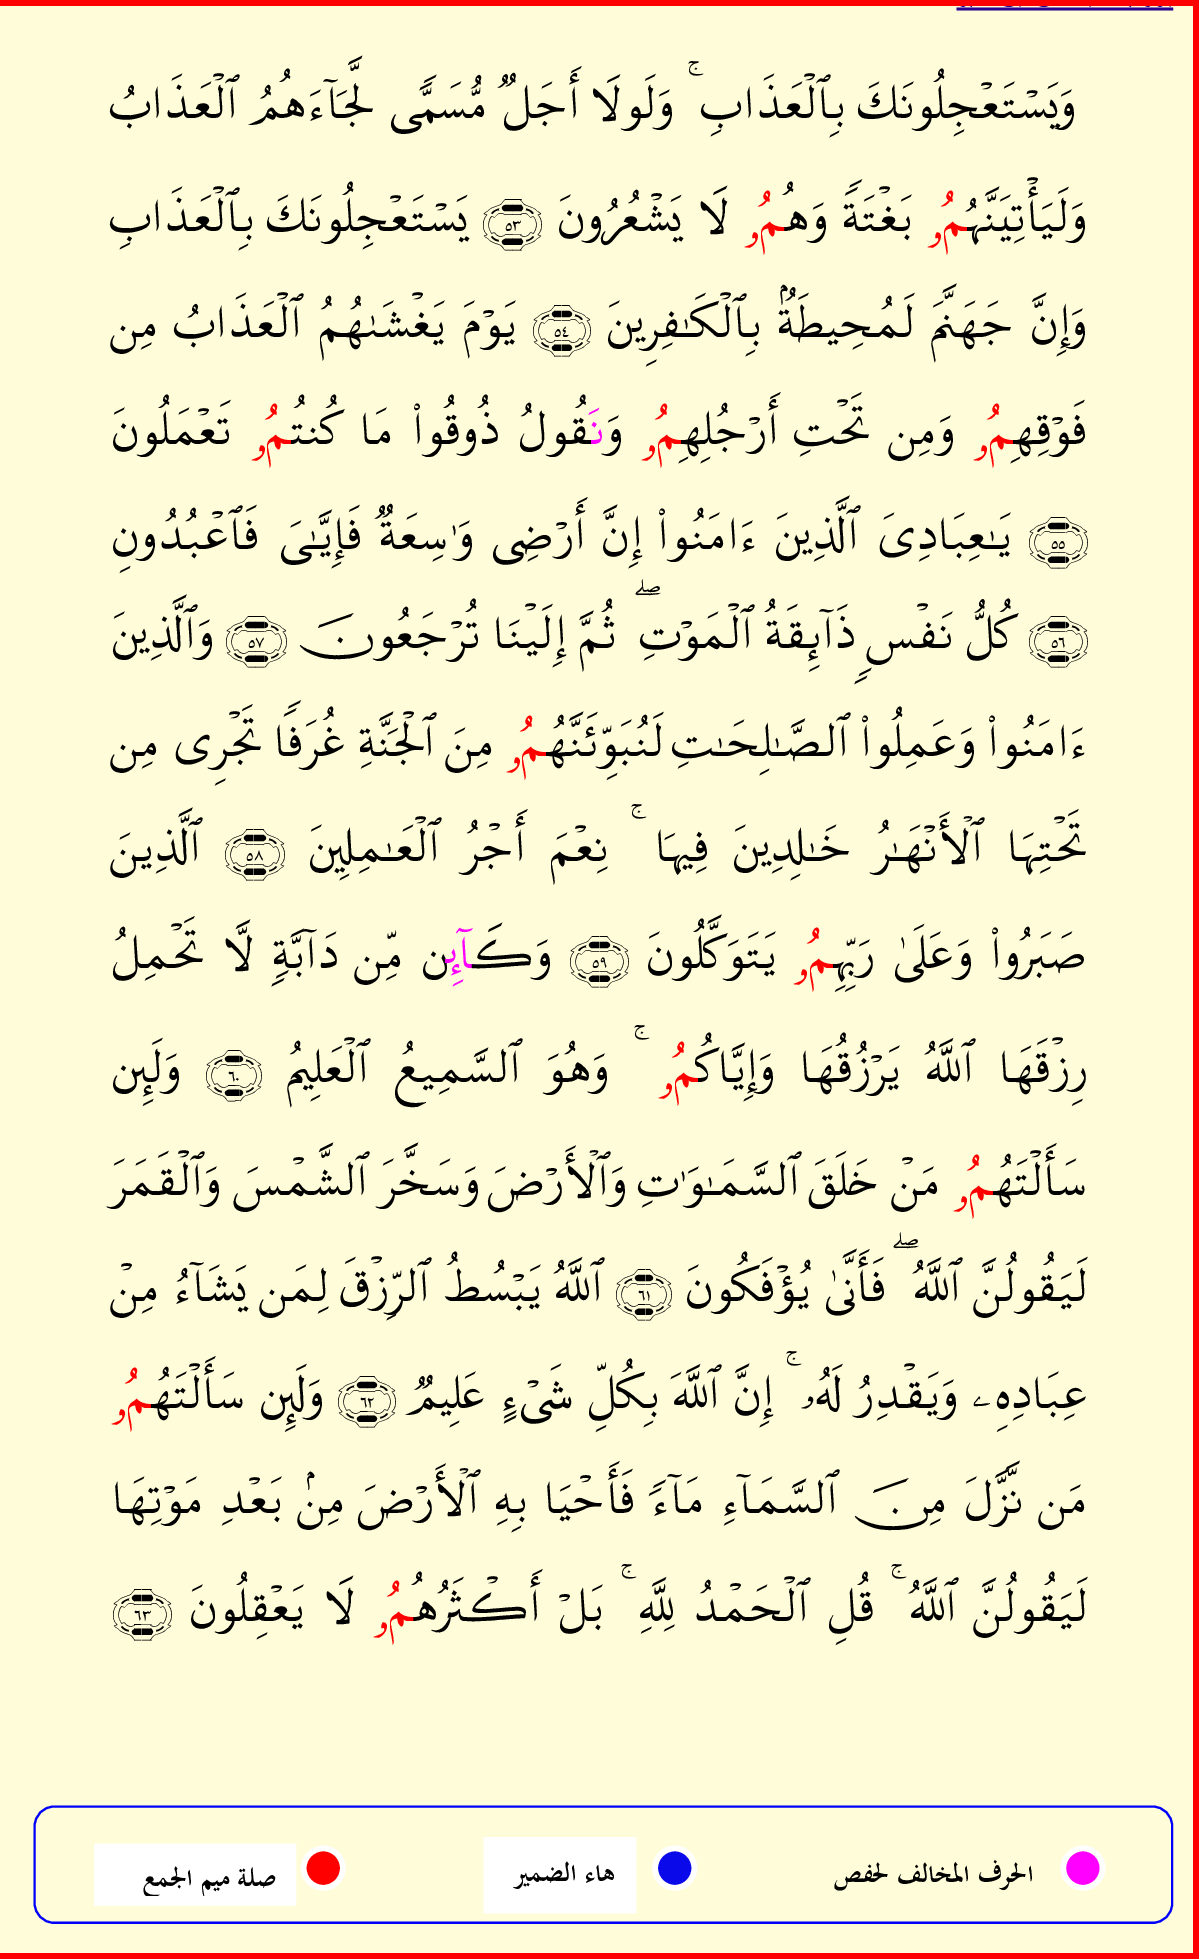 وَيَسۡتَعۡجِلُونَكَ بِٱلۡعَذَابِ ۚ وَلَوۡلَآ أَجَلٌ مُّسَمًّى لَّجَآءَهُمُ ٱلۡعَذَابُ
وَلَيَأۡتِيَنَّهُمُۥ بَغۡتَةً وَهُمُۥ لَا يَشۡعُرُونَ ٥٣ يَسۡتَعۡجِلُونَكَ بِٱلۡعَذَابِ
وَإِنَّ جَهَنَّمَ لَمُحِيطَةُۢ بِٱلۡكَٰفِرِينَ ٥٤ يَوۡمَ يَغۡشَىٰهُمُ ٱلۡعَذَابُ مِن
فَوۡقِهِمُۥ وَمِن تَحۡتِ أَرۡجُلِهِمُۥ وَنَقُولُ ذُوقُواْ مَا كُنتُمُۥ تَعۡمَلُونَ
٥٥ يَٰعِبَادِىَ ٱلَّذِينَ ءَامَنُواْ إِنَّ أَرۡضِى وَٰسِعَةٌ فَإِيَّٰىَ فَٱعۡبُدُونِ
٥٦ كُلُّ نَفۡسٍ ذَآئِقَةُ ٱلۡمَوۡتِ ۖ ثُمَّ إِلَيۡنَا تُرۡجَعُونَ ٥٧ وَٱلَّذِينَ
ءَامَنُواْ وَعَمِلُواْ ٱلصَّٰلِحَٰتِ لَنُبَوِّئَنَّهُمُۥ مِنَ ٱلۡجَنَّةِ غُرَفًا تَجۡرِى مِن
تَحۡتِهَا ٱلۡأَنۡهَٰرُ خَٰلِدِينَ فِيهَا ۚ نِعۡمَ أَجۡرُ ٱلۡعَٰمِلِينَ ٥٨ ٱلَّذِينَ
صَبَرُواْ وَعَلَىٰ رَبِّهِمُۥ يَتَوَكَّلُونَ ٥٩ وَكَآئِن مِّن دَآبَّةٍ لَّا تَحۡمِلُ
رِزۡقَهَا ٱللَّهُ يَرۡزُقُهَا وَإِيَّاكُمُۥ ۚ وَهُوَ ٱلسَّمِيعُ ٱلۡعَلِيمُ ٦٠ وَلَئِن
سَأَلۡتَهُمُۥ مَنۡ خَلَقَ ٱلسَّمَٰوَٰتِ وَٱلۡأَرۡضَ وَسَخَّرَ ٱلشَّمۡسَ وَٱلۡقَمَرَ
لَيَقُولُنَّ ٱللَّهُ ۖ فَأَنَّىٰ يُؤۡفَكُونَ ٦١ ٱللَّهُ يَبۡسُطُ ٱلرِّزۡقَ لِمَن يَشَآءُ مِنۡ
عِبَادِهِۦ وَيَقۡدِرُ لَهُۥ ۚ إِنَّ ٱللَّهَ بِكُلِّ شَىۡءٍ عَلِيمٌ ٦٢ وَلَئِن سَأَلۡتَهُمُۥ
مَن نَّزَّلَ مِنَ ٱلسَّمَآءِ مَآءً فَأَحۡيَا بِهِ ٱلۡأَرۡضَ مِنۢ بَعۡدِ مَوۡتِهَا
لَيَقُولُنَّ ٱللَّهُ ۚ قُلِ ٱلۡحَمۡدُ لِلَّهِ ۚ بَلۡ أَكۡثَرُهُمُۥ لَا يَعۡقِلُونَ ٦٣
الحرف المخالف لحفص هاء الضمير صلة ميم الجمع